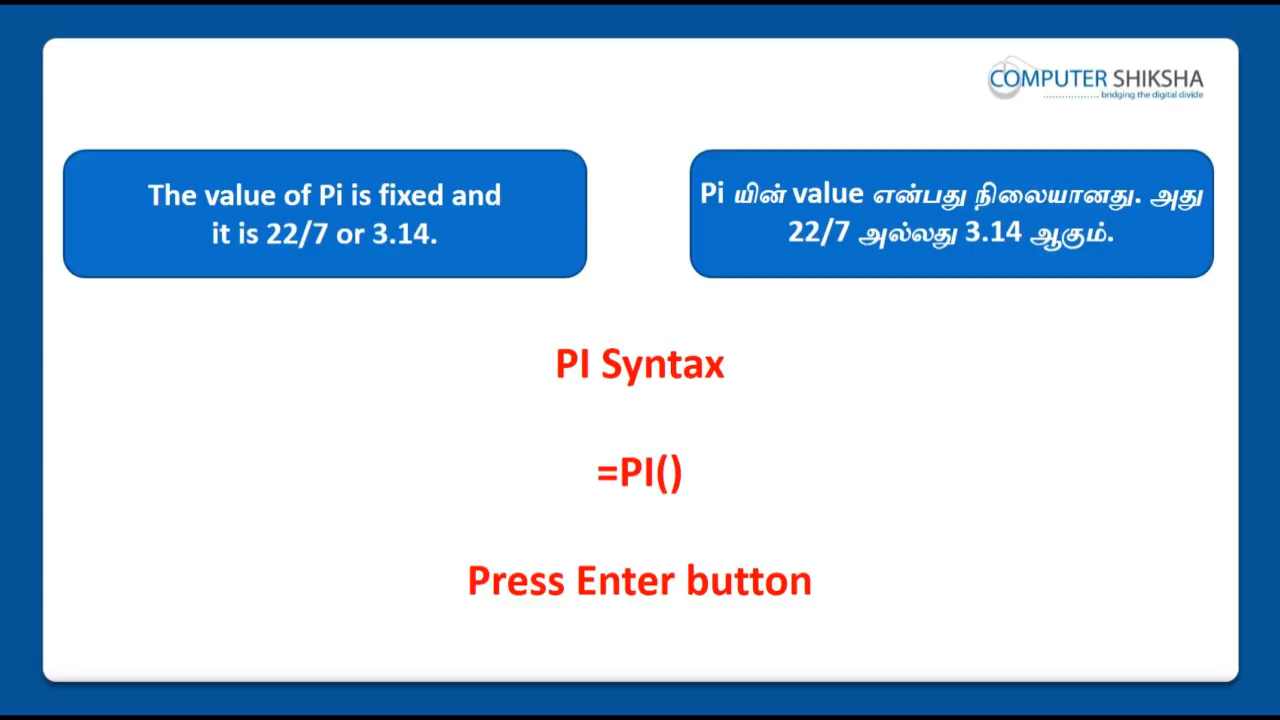 COMPUTER SHIKSHA
bridging the digital divide
The value of Pi is fixed and
it is 22/7 or 3.14.
Pi யின் value என்பது நிலையானது. அது
22/7 அல்லது 3.14 ஆகும்.
PI Syntax
=PI()
Press Enter button